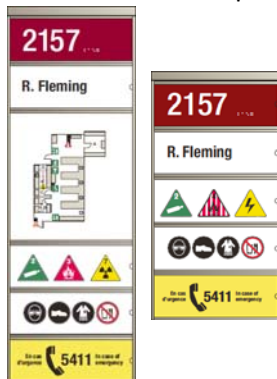 2157
R. Fleming
En cas
d'urgence
5411
In case of
emergency
2157
R. Fleming
En cas
d'urgence
5411
In case of
emergency